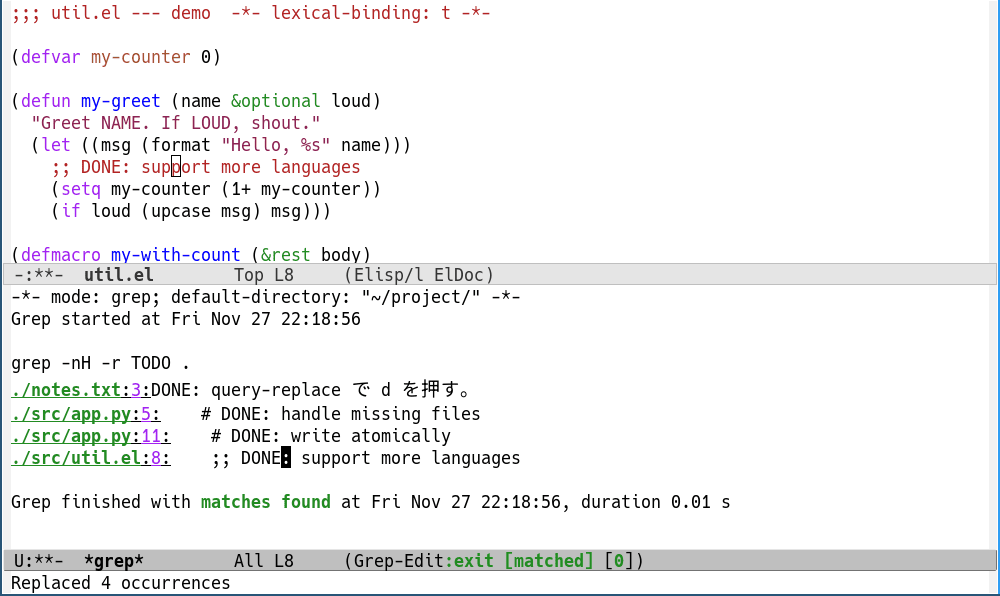 ;;; util.el --- demo  -*- lexical-binding: t -*-

(defvar my-counter 0)

(defun my-greet (name &optional loud)
  "Greet NAME. If LOUD, shout."
  (let ((msg (format "Hello, %s" name)))
    ;; DONE: support more languages
    (setq my-counter (1+ my-counter))
    (if loud (upcase msg) msg)))

(defmacro my-with-count (&rest body)
-:**-  util.el        Top L8     (Elisp/l ElDoc)
-*- mode: grep; default-directory: "~/project/" -*-
Grep started at Fri Nov 27 22:18:56

grep -nH -r TODO .
./notes.txt:3:DONE: query-replace で d を押す。
./src/app.py:5:    # DONE: handle missing files
./src/app.py:11:    # DONE: write atomically
./src/util.el:8:    ;; DONE: support more languages

Grep finished with matches found at Fri Nov 27 22:18:56, duration 0.01 s

U:**-  *grep*         All L8     (Grep-Edit:exit [matched] [0])
Replaced 4 occurrences